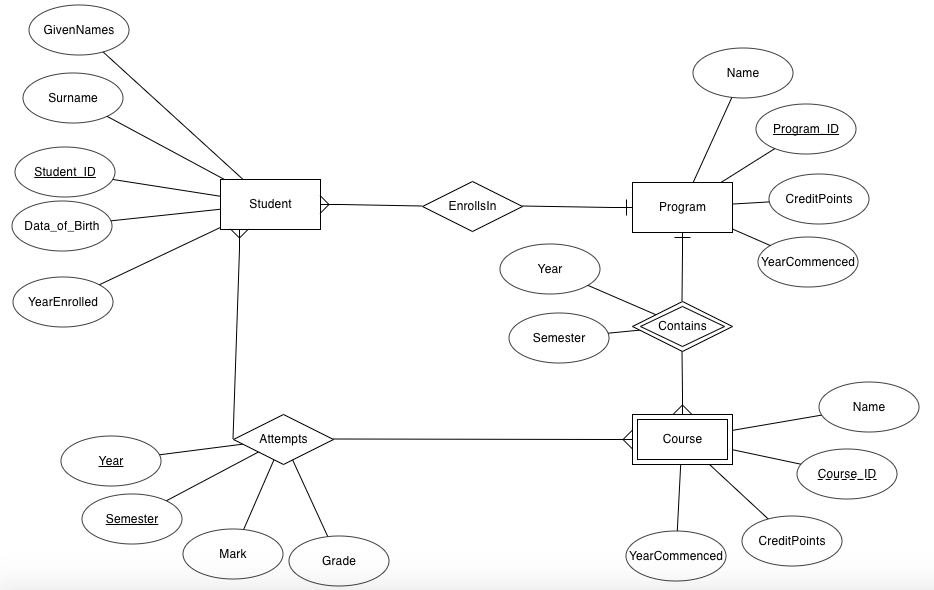 GivenNames
Surname
Student_ID
Data_of_Birth
YearEnrolled
Student
EnrollsIn
Program
Name
Program_ID
CreditPoints
YearCommenced
Year
Semester
Contains
Attempts
Course
Year
Semester
Mark
Grade
Name
Course_ID
CreditPoints
YearCommenced